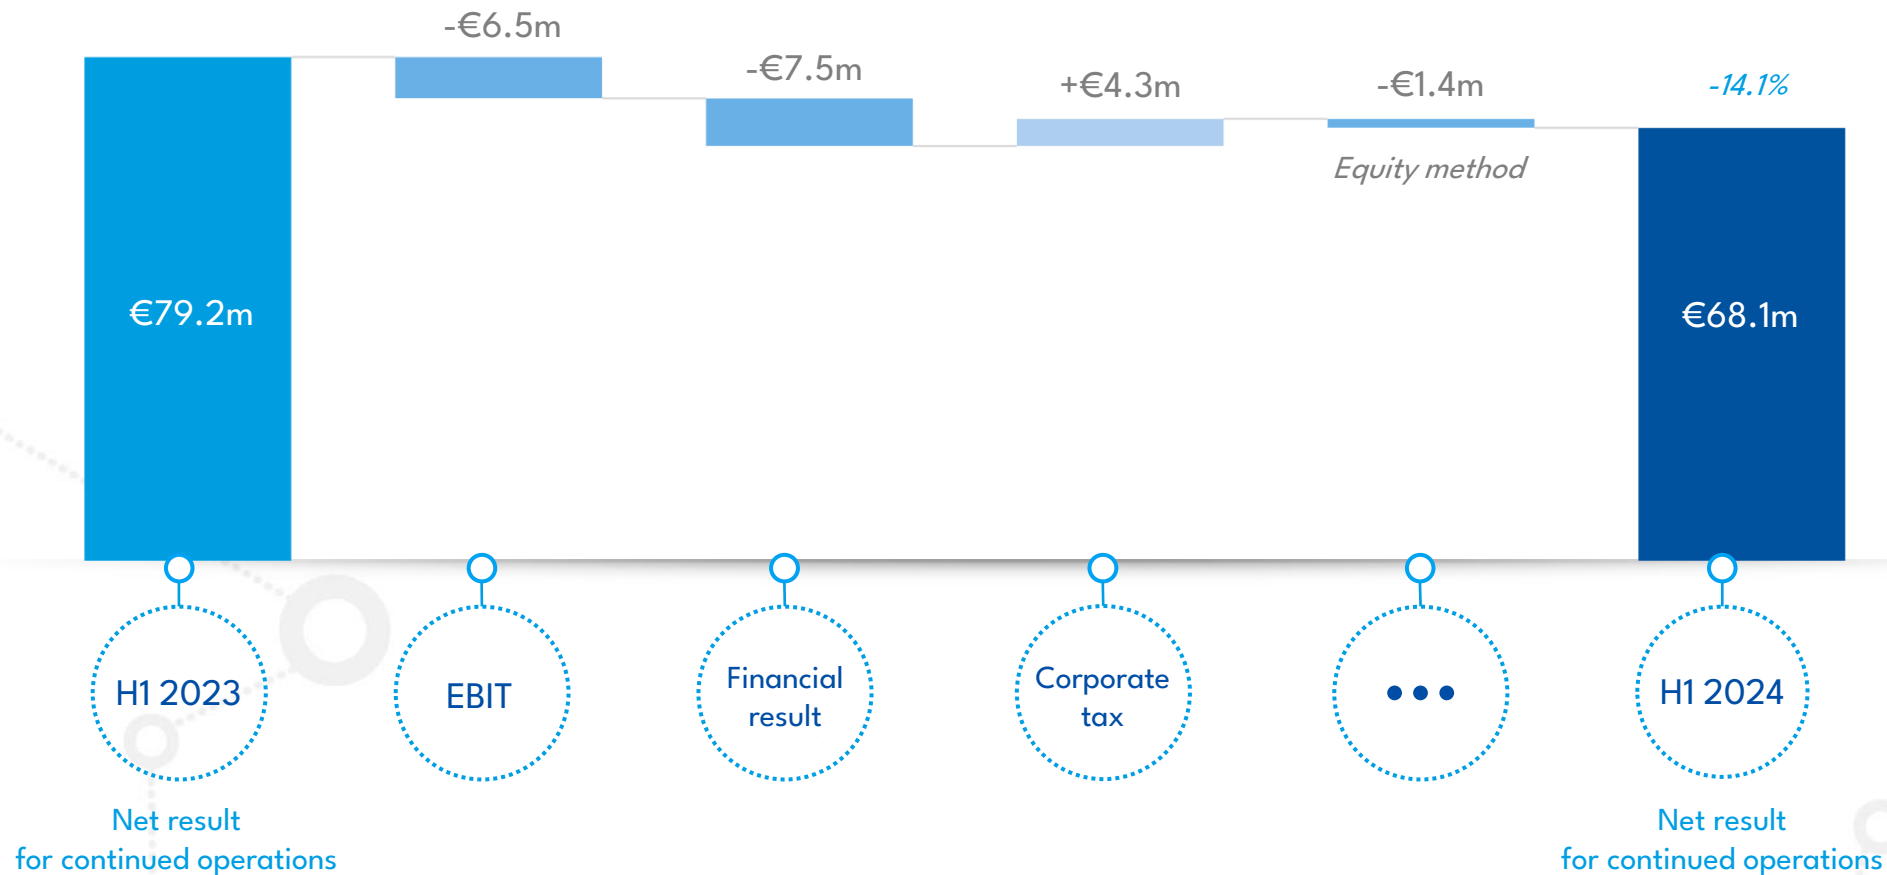 -€6.5m
-€7.5m
+€4.3m
-€1.4m
-14.1%
Equity method
€79.2m
€68.1m
H1 2023
EBIT
Financial
result
Corporate
tax
•••
H1 2024
Net result
for continued operations
Net result
for continued operations